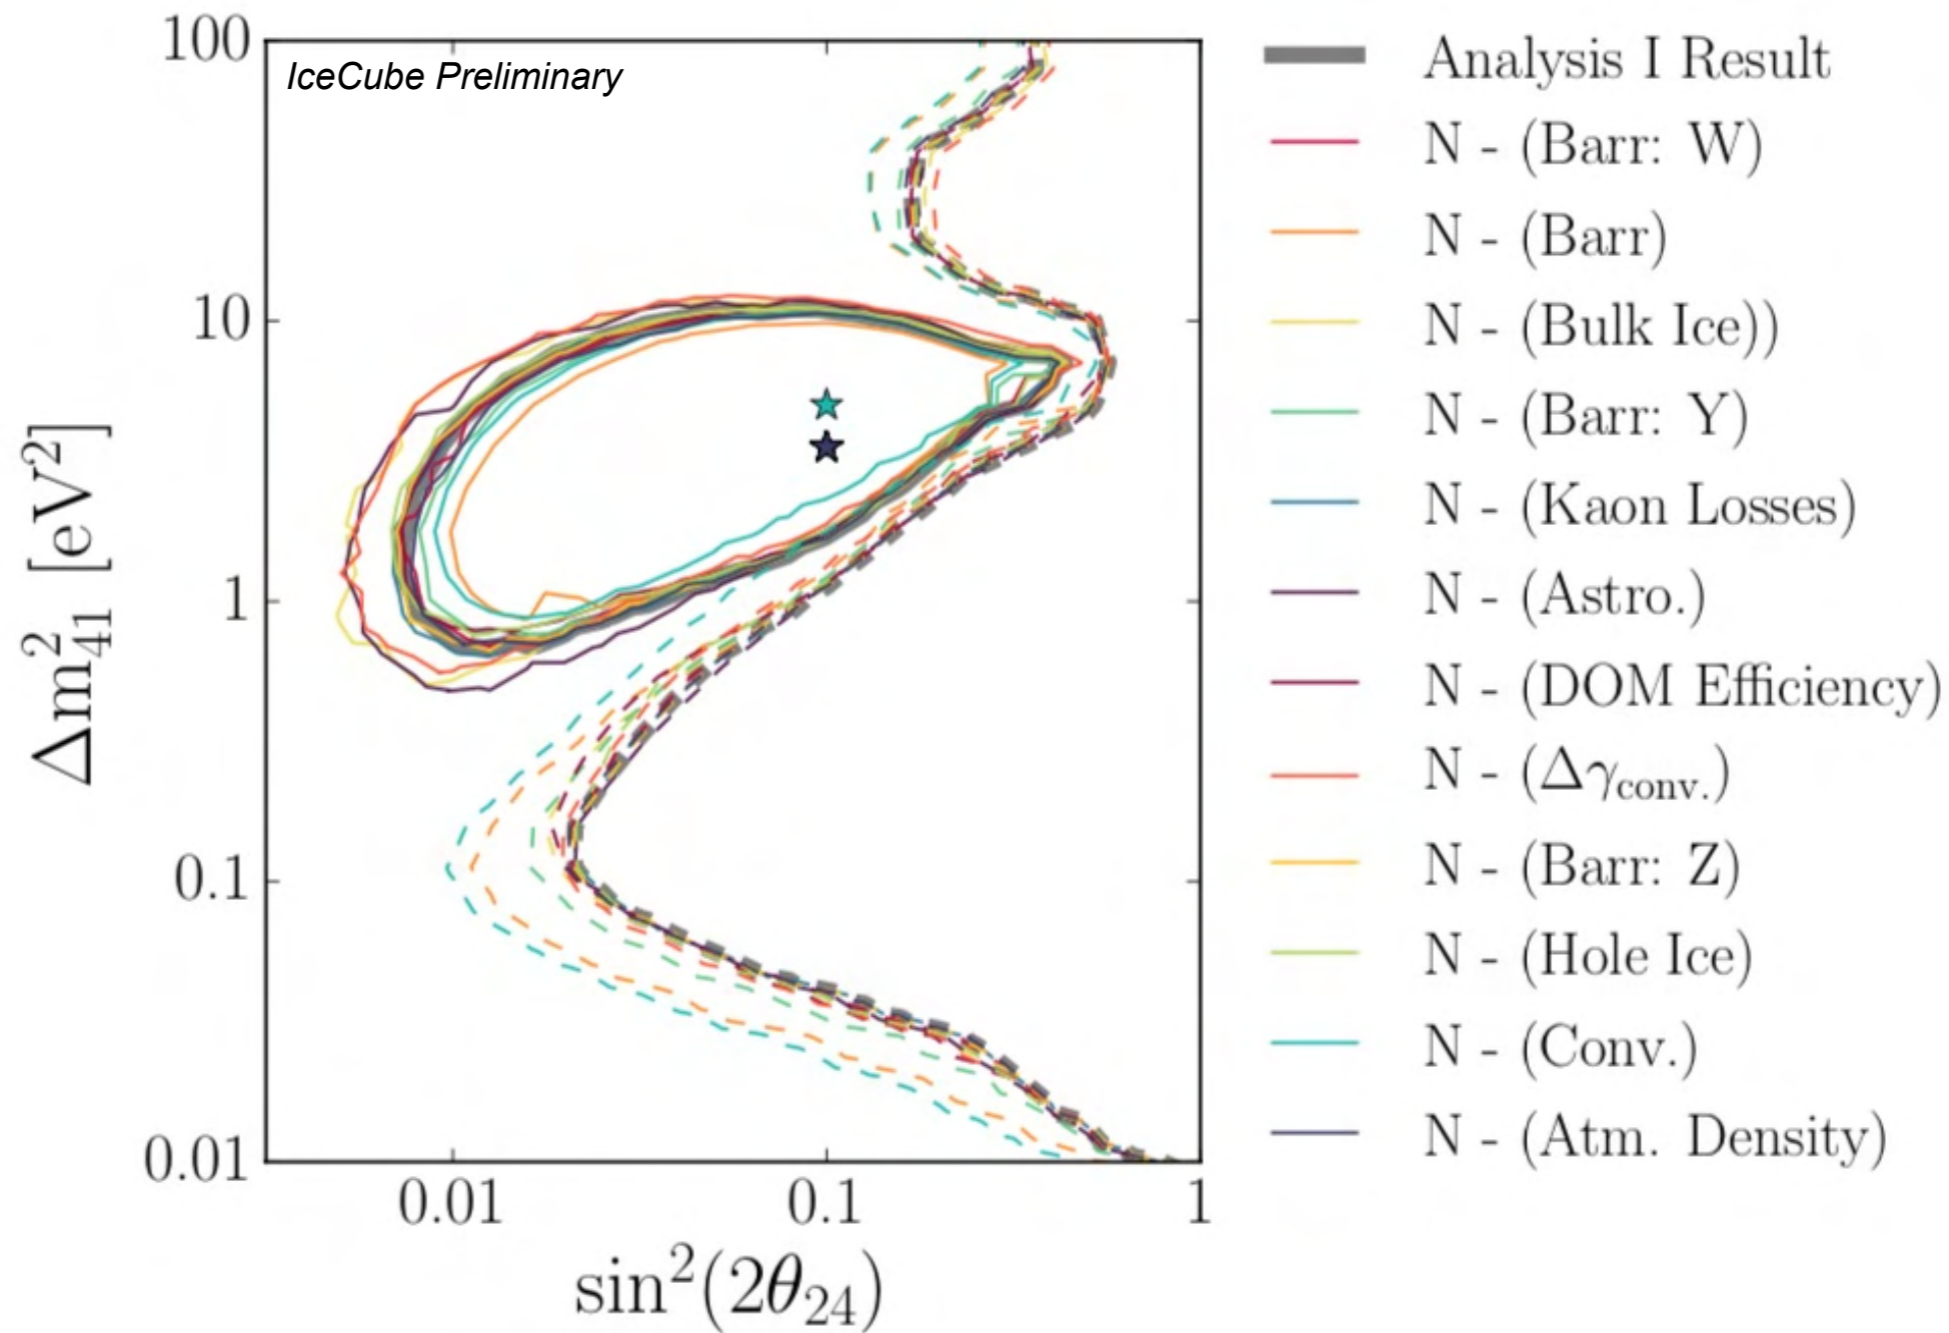 100
10
1
0.1
0.01
IceCube Preliminary
Δm²₄₁ [eV²]
0.01
0.1
1
sin²(2θ₂₄)
Analysis I Result
N - (Barr: W)
N - (Barr)
N - (Bulk Ice))
N - (Barr: Y)
N - (Kaon Losses)
N - (Astro.)
N - (DOM Efficiency)
N - (Δγconv.)
N - (Barr: Z)
N - (Hole Ice)
N - (Conv.)
N - (Atm. Density)